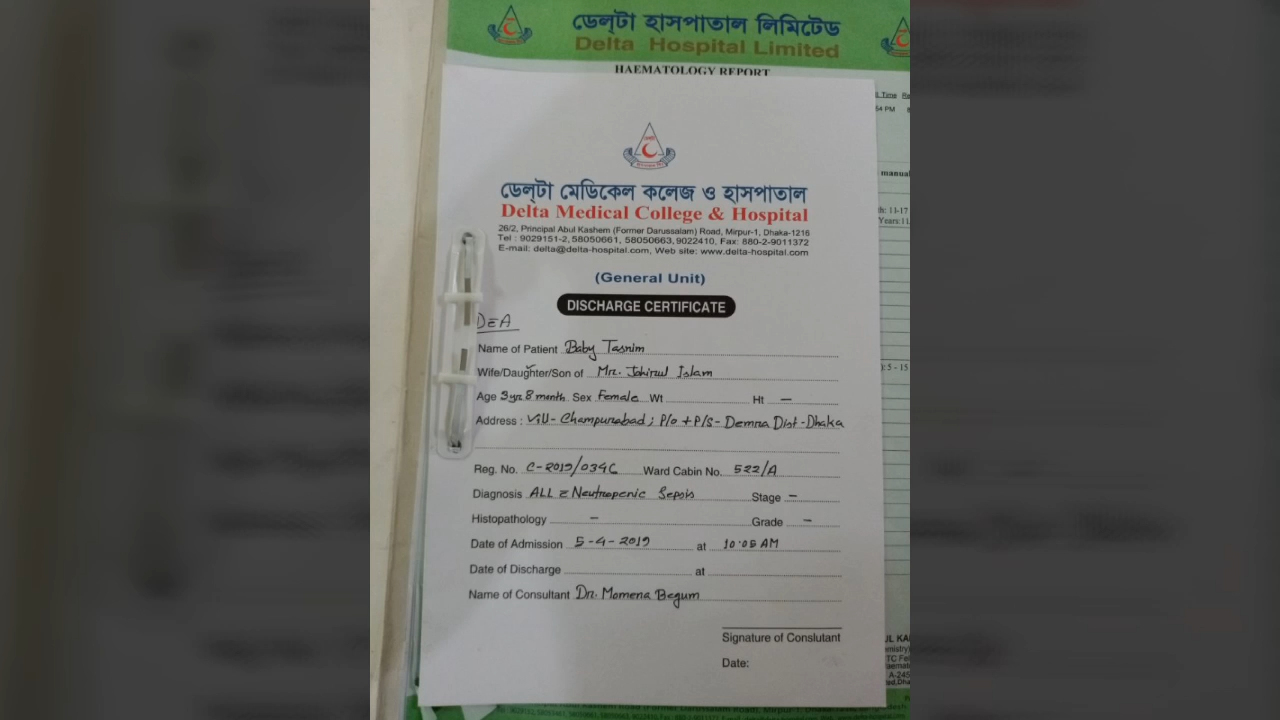 ডেল্টা হাসপাতাল লিমিটেড
Delta Hospital Limited
HAEMATOLOGY REPORT
ডেল্টা মেডিকেল কলেজ ও হাসপাতাল
Delta Medical College & Hospital
26/2, Principal Abul Kashem (Former Darussalam) Road, Mirpur-1, Dhaka-1216
Tel : 9029151-2, 58050661, 58050663, 9022410, Fax: 880-2-9011372
E-mail: delta@delta-hospital.com, Web site: www.delta-hospital.com
(General Unit)
DISCHARGE CERTIFICATE
Name of Patient Baby Tasnim
Wife/Daughter/Son of Mr. Jahirul Islam
Age 3 yr 8 month Sex Female Wt Ht —
Address : Vill- Champurabad ; P/o + P/S- Demra Dist - Dhaka
Reg. No. C-2019/034C Ward Cabin No. 522/A
Diagnosis ALL c Neutropenic Sepsis Stage —
Histopathology — Grade —
Date of Admission 5-4-2019 at 10:05 AM
Date of Discharge at
Name of Consultant Dr. Momena Begum
Signature of Conslutant
Date: